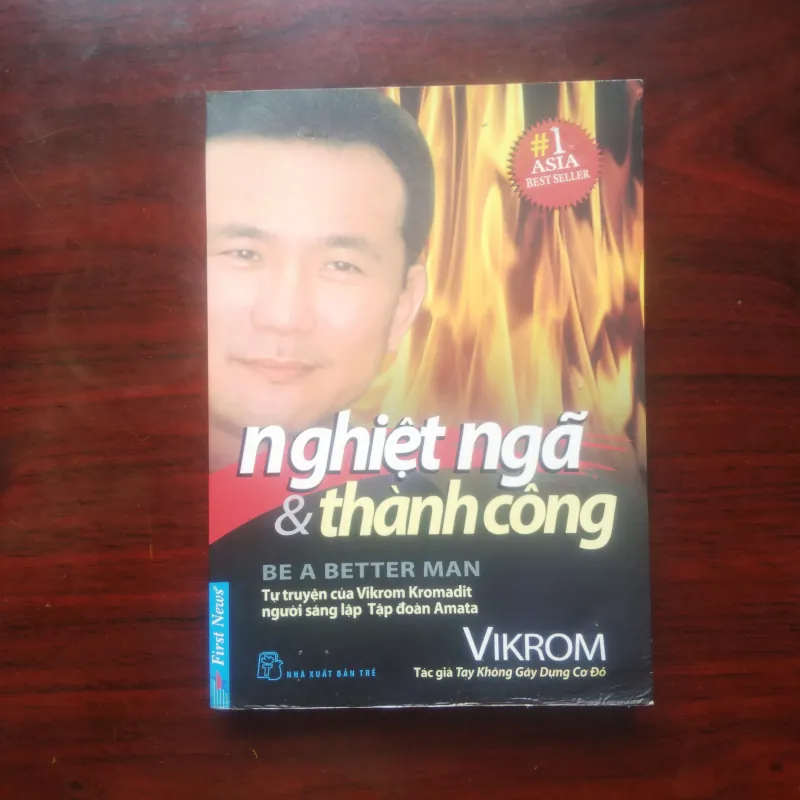 #1
ASIA
BEST SELLER
nghiệt ngã
& thành công
BE A BETTER MAN
Tự truyện của Vikrom Kromadit
người sáng lập Tập đoàn Amata
VIKROM
Tác giả Tay Không Gây Dựng Cơ Đồ
First News
NHÀ XUẤT BẢN TRẺ